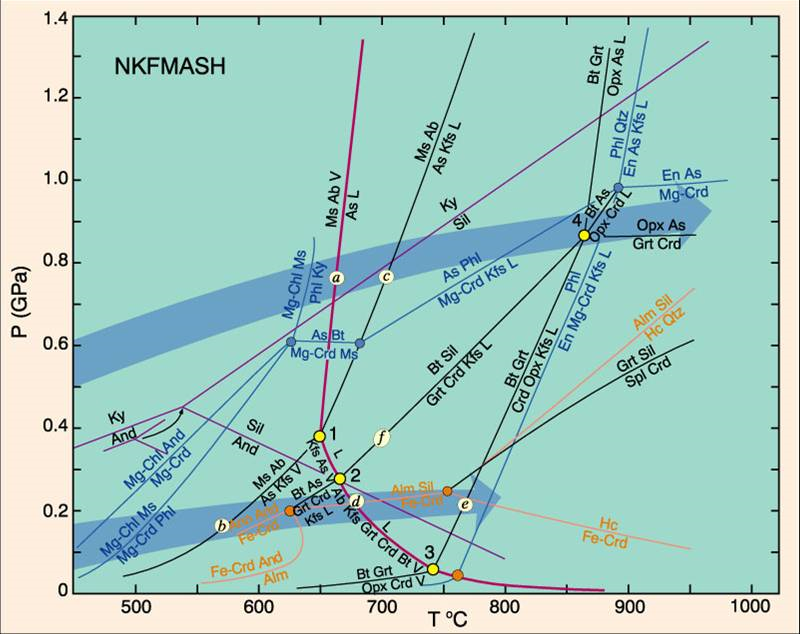 NKFMASH
1.4
1.2
1.0
0.8
0.6
0.4
0.2
0
P (GPa)
500
600
700
800
900
1000
T °C
Ms Ab V
As L
Ms Ab
As Kfs L
Ky
Sil
Bt Grt
Opx As L
Phl Qtz
En As Kfs L
En As
Mg-Crd
Bt As
Opx Crd L
Opx As
Grt Crd
4
Mg-Chl Ms
Phl Ky
a
c
As Phl
Mg-Crd Kfs L
As Bt
Mg-Crd Ms
Phl
En Mg-Crd Kfs L
Alm Sil
Hc Qtz
Bt Sil
Grt Crd Kfs L
Bt Grt
Crd Opx Kfs L
Grt Sil
Spl Crd
Ky
And
Sil
And
1
f
Mg-Chl And
Mg-Crd
Ms Ab
As Kfs V
Kfs As
L
Ab
2
Bt As
Grt Crd
Kfs L
Mg-Chl Ms
Mg-Crd Phl
b
Ann And
Fe-Crd
d
Alm Sil
Fe-Crd
e
Hc
Fe-Crd
L
Kfs Grt Crd Bt V
Fe-Crd And
Alm
3
Bt Grt
Opx Crd V